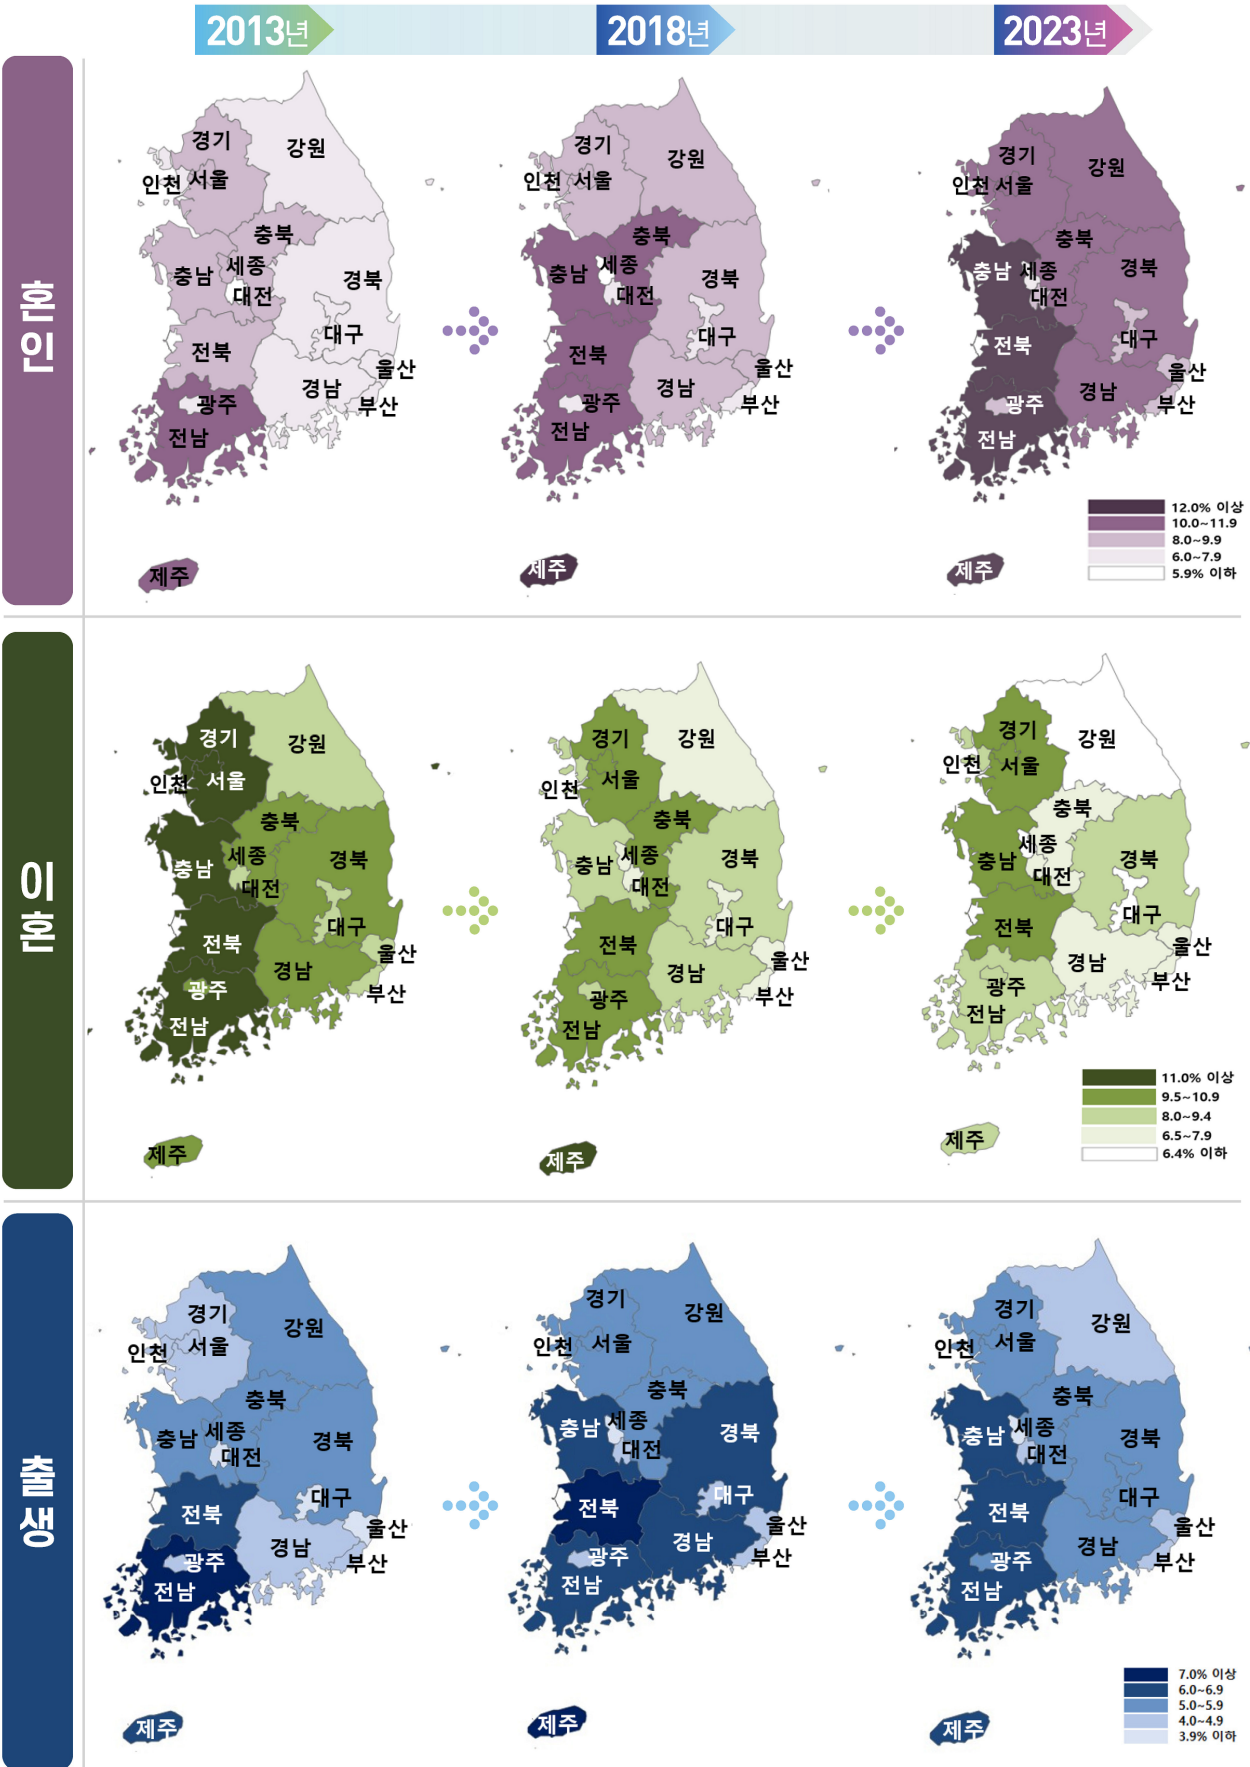 2013년
2018년
2023년
혼인
경기
강원
인천
서울
충북
충남
세종
대전
경북
대구
전북
울산
경남
광주
부산
전남
제주
경기
강원
인천
서울
충북
충남
세종
대전
경북
대구
전북
울산
경남
광주
부산
전남
제주
경기
강원
인천
서울
충북
충남
세종
대전
경북
대구
전북
울산
경남
광주
부산
전남
제주
12.0% 이상
10.0~11.9
8.0~9.9
6.0~7.9
5.9% 이하
이혼
경기
강원
인천
서울
충북
충남
세종
대전
경북
대구
전북
울산
경남
광주
부산
전남
제주
경기
강원
인천
서울
충북
충남
세종
대전
경북
대구
전북
울산
경남
광주
부산
전남
제주
경기
강원
인천
서울
충북
충남
세종
대전
경북
대구
전북
울산
경남
광주
부산
전남
제주
11.0% 이상
9.5~10.9
8.0~9.4
6.5~7.9
6.4% 이하
출생
경기
강원
인천
서울
충북
충남
세종
대전
경북
대구
전북
울산
경남
광주
부산
전남
제주
경기
강원
인천
서울
충북
충남
세종
대전
경북
대구
전북
울산
경남
광주
부산
전남
제주
경기
강원
인천
서울
충북
충남
세종
대전
경북
대구
전북
울산
경남
광주
부산
전남
제주
7.0% 이상
6.0~6.9
5.0~5.9
4.0~4.9
3.9% 이하